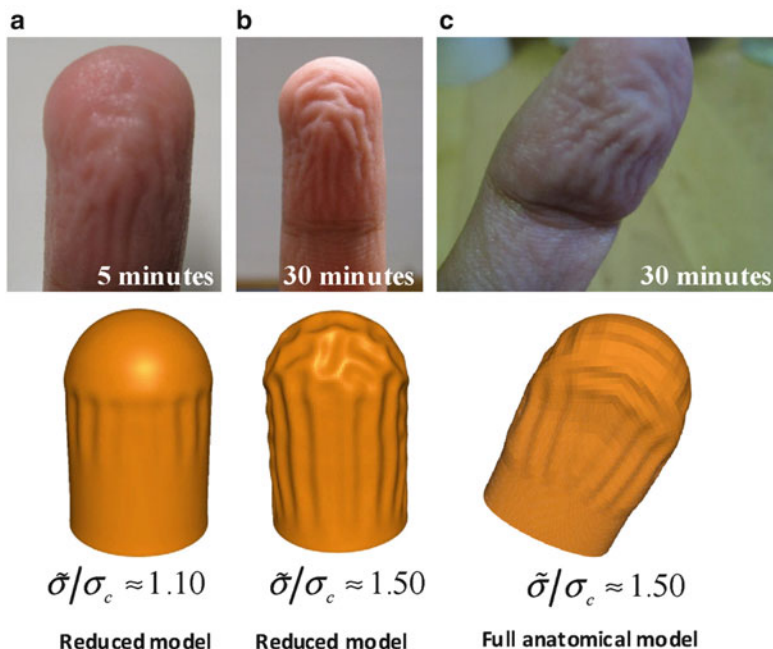 a
b
c
5 minutes
30 minutes
30 minutes
σ̃/σc ≈ 1.10
σ̃/σc ≈ 1.50
σ̃/σc ≈ 1.50
Reduced model
Reduced model
Full anatomical model